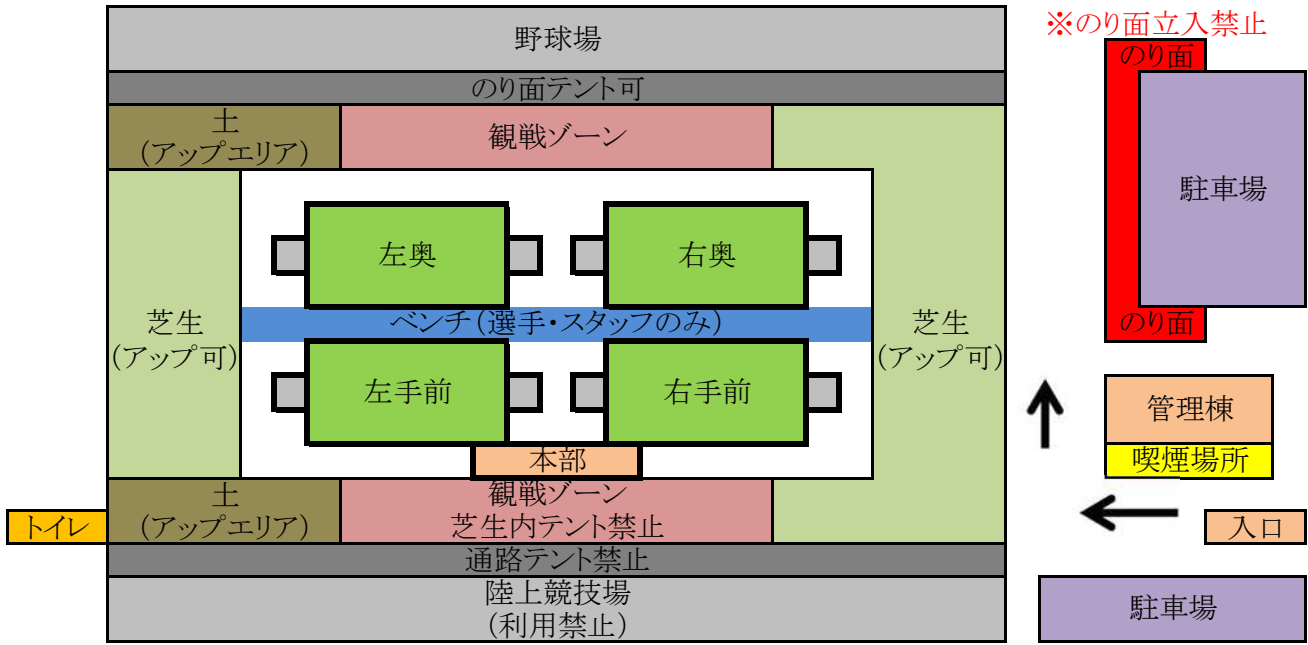 野球場
※のり面立入禁止
のり面
のり面テント可
土
(アップエリア)
観戦ゾーン
駐車場
左奥
右奥
芝生
(アップ可)
ベンチ(選手・スタッフのみ)
芝生
(アップ可)
のり面
左手前
右手前
管理棟
本部
喫煙場所
土
(アップエリア)
観戦ゾーン
芝生内テント禁止
トイレ
入口
通路テント禁止
陸上競技場
(利用禁止)
駐車場